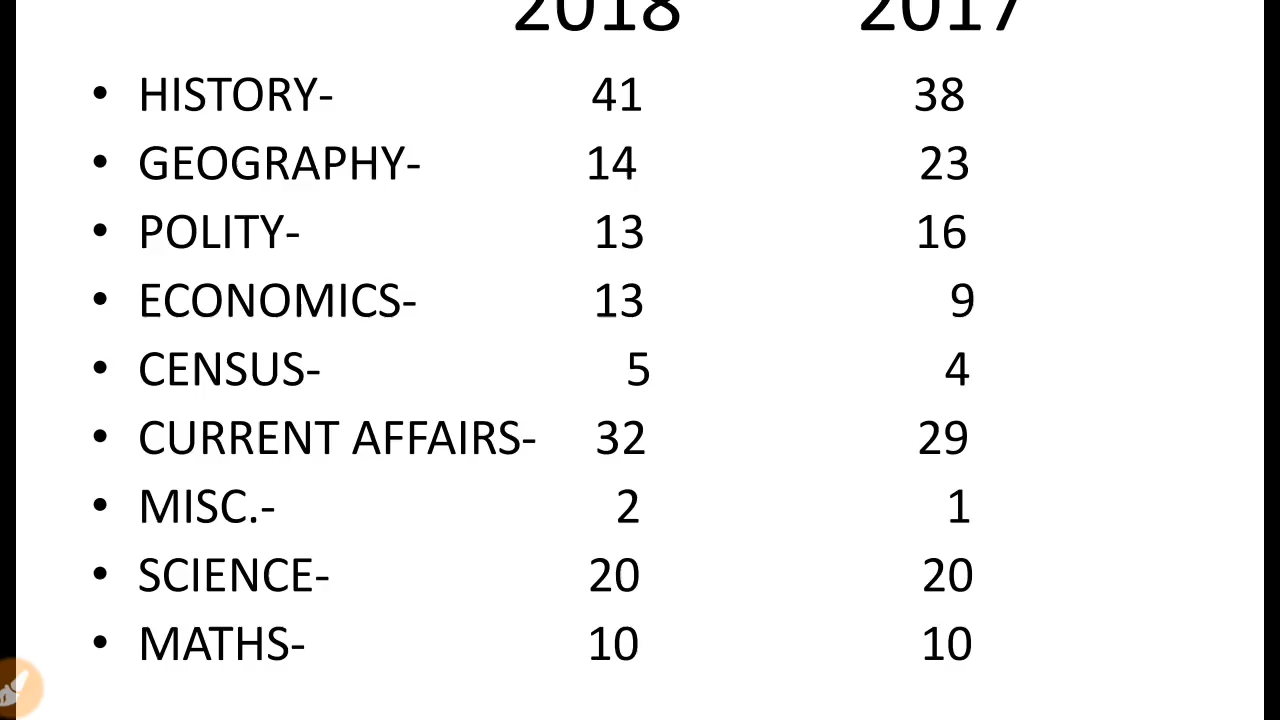 2018 2017
• HISTORY- 41 38
• GEOGRAPHY- 14 23
• POLITY- 13 16
• ECONOMICS- 13 9
• CENSUS- 5 4
• CURRENT AFFAIRS- 32 29
• MISC.- 2 1
• SCIENCE- 20 20
• MATHS- 10 10